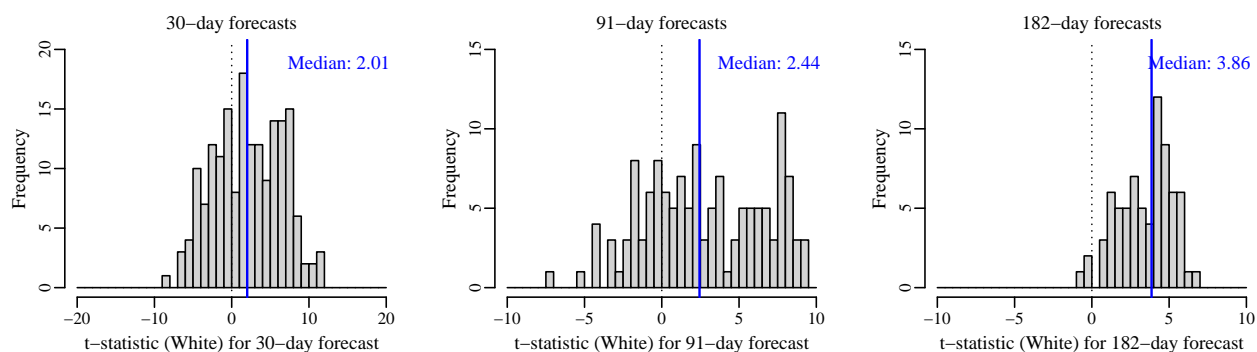 30−day forecasts
Median: 2.01
Frequency
20
15
10
5
0
−20 −10 0 10 20
t−statistic (White) for 30−day forecast
91−day forecasts
Median: 2.44
Frequency
15
10
5
0
−10 −5 0 5 10
t−statistic (White) for 91−day forecast
182−day forecasts
Median: 3.86
Frequency
15
10
5
0
−10 −5 0 5 10
t−statistic (White) for 182−day forecast